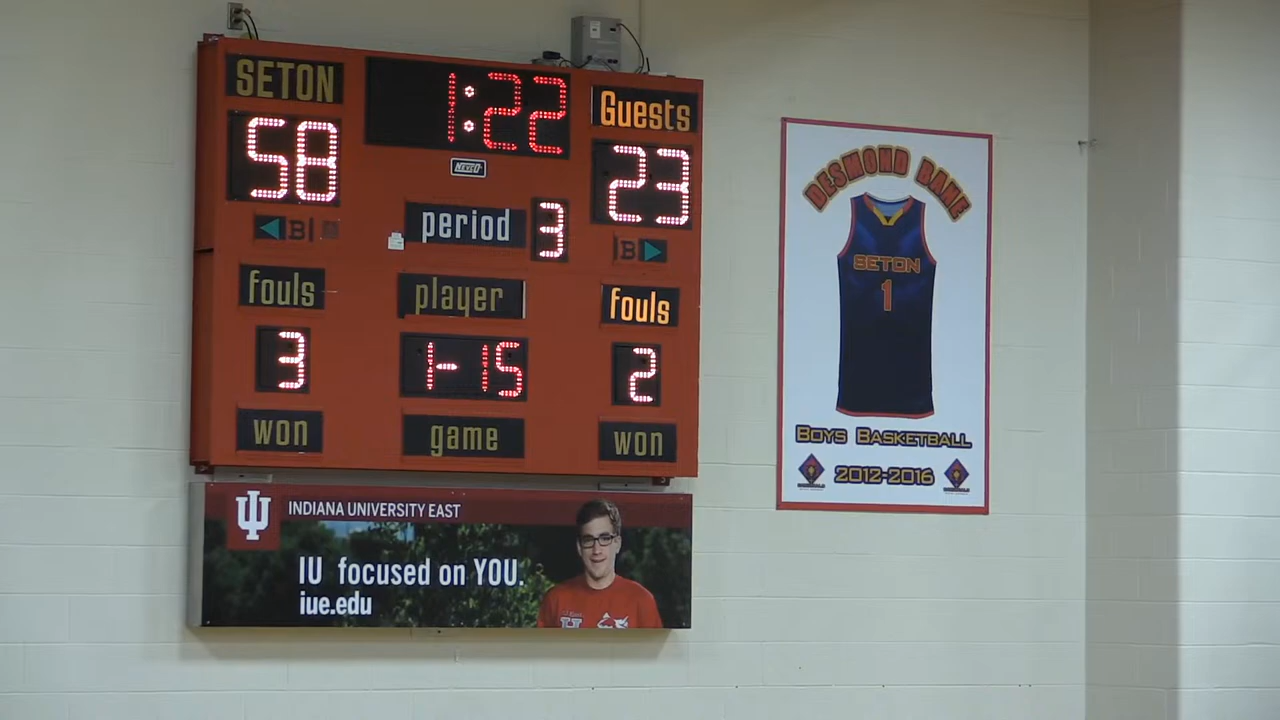 SETON
1:22
Guests
58
NEVCO
23
B
period
3
B
fouls
player
fouls
3
1-15
2
won
game
won
INDIANA UNIVERSITY EAST
IU focused on YOU.
iue.edu
DESMOND BANE
SETON
1
BOYS BASKETBALL
2012-2016